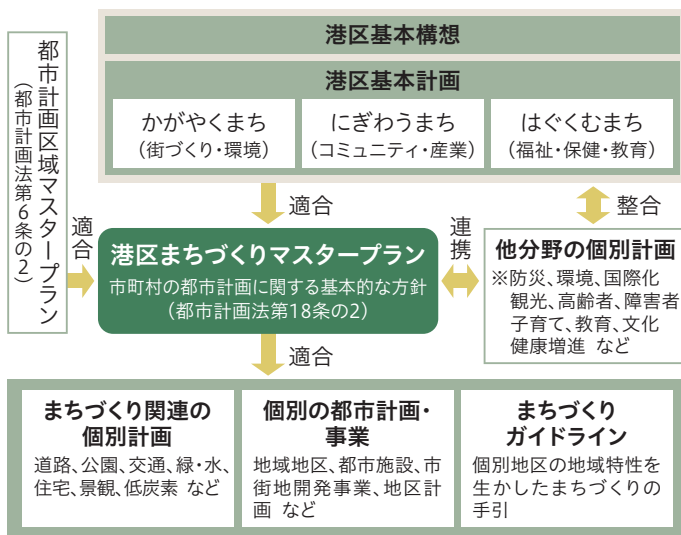 港区基本構想
港区基本計画
かがやくまち
（街づくり・環境）
にぎわうまち
（コミュニティ・産業）
はぐくむまち
（福祉・保健・教育）
都市計画区域マスタープラン
（都市計画法第6条の2）
適合
適合
整合
港区まちづくりマスタープラン
市町村の都市計画に関する基本的な方針
（都市計画法第18条の2）
連携
他分野の個別計画
※防災、環境、国際化
観光、高齢者、障害者
子育て、教育、文化
健康増進 など
適合
まちづくり関連の
個別計画
道路、公園、交通、緑・水、
住宅、景観、低炭素 など
個別の都市計画・
事業
地域地区、都市施設、市
街地開発事業、地区計
画 など
まちづくり
ガイドライン
個別地区の地域特性を
生かしたまちづくりの
手引